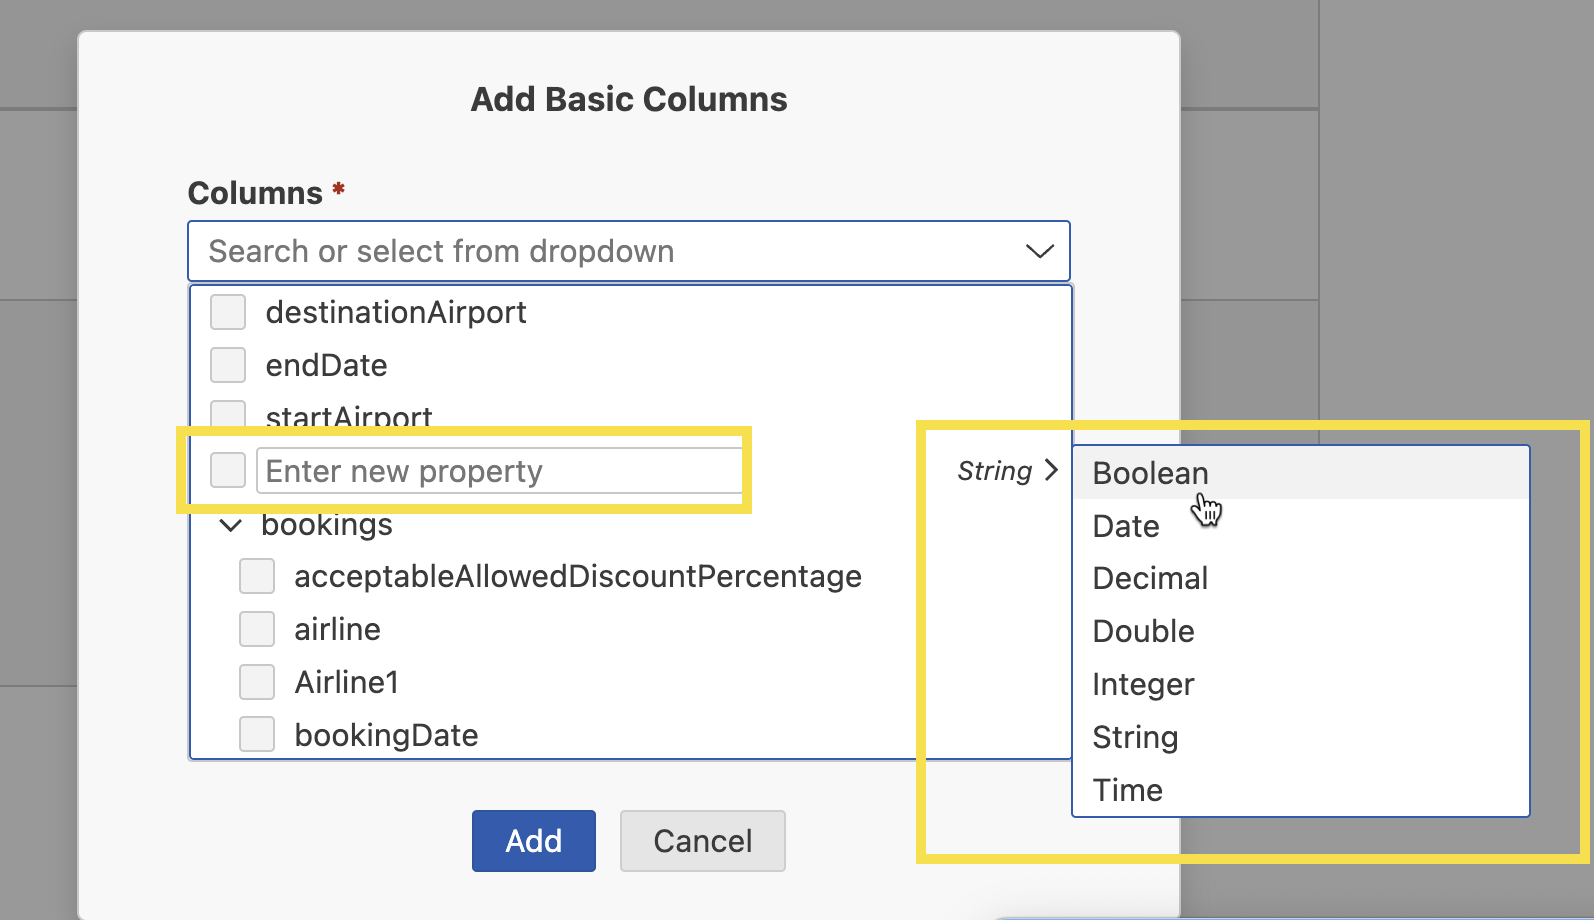 Add Basic Columns
Columns *
Search or select from dropdown
destinationAirport
endDate
startAirport
Enter new property
String
bookings
acceptableAllowedDiscountPercentage
airline
Airline1
bookingDate
Boolean
Date
Decimal
Double
Integer
String
Time
Add
Cancel